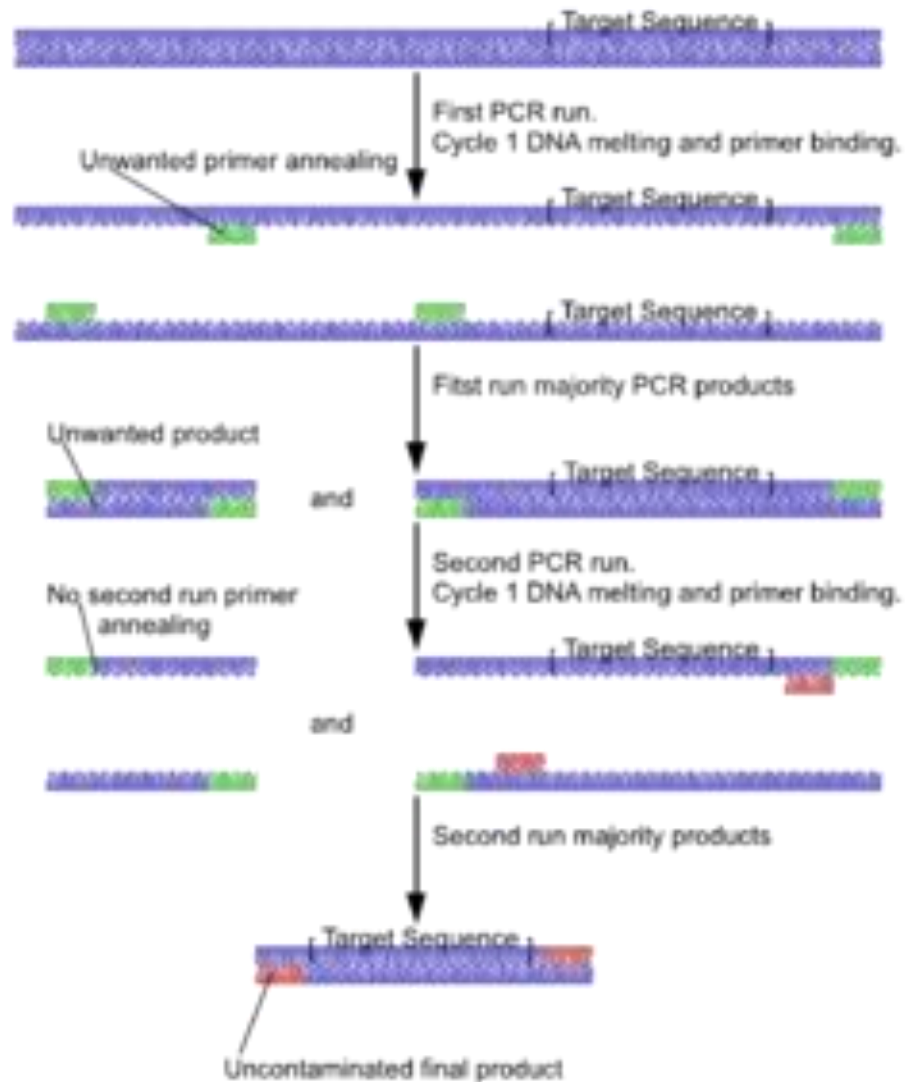 Target Sequence
First PCR run.
Cycle 1 DNA melting and primer binding.
Unwanted primer annealing
Target Sequence
Target Sequence
Fitst run majority PCR products
Unwanted product
Target Sequence
and
Second PCR run.
Cycle 1 DNA melting and primer binding.
No second run primer
annealing
Target Sequence
and
Second run majority products
Target Sequence
Uncontaminated final product